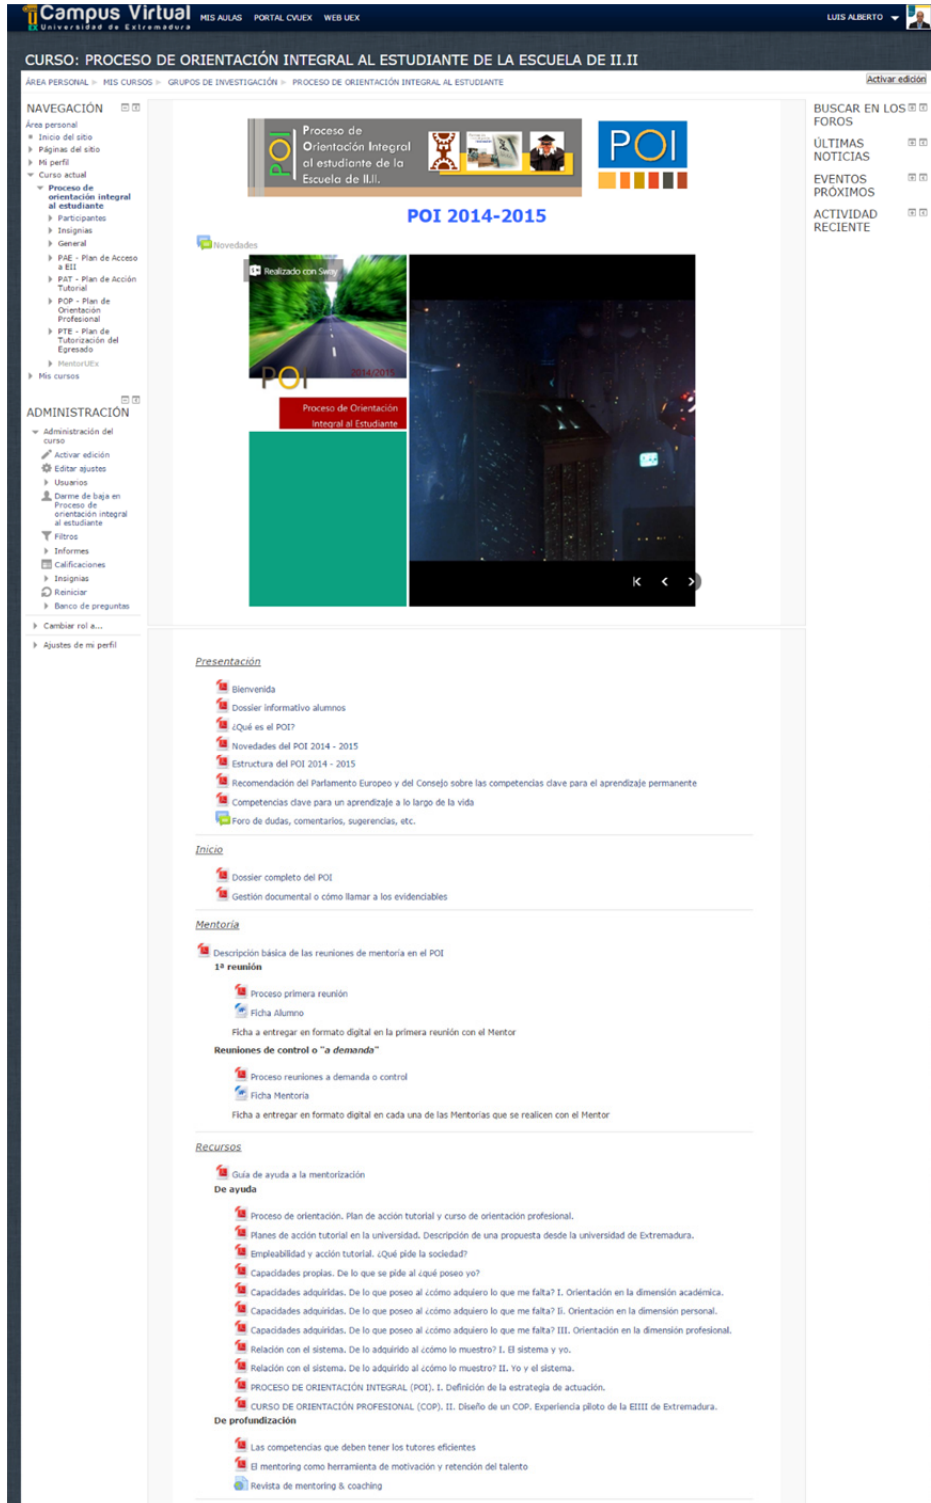 Campus Virtual
Universidad de Extremadura
MIS AULAS PORTAL CVUEX WEB UEX
LUIS ALBERTO
CURSO: PROCESO DE ORIENTACIÓN INTEGRAL AL ESTUDIANTE DE LA ESCUELA DE II.II
ÁREA PERSONAL ► MIS CURSOS ► GRUPOS DE INVESTIGACIÓN ► PROCESO DE ORIENTACIÓN INTEGRAL AL ESTUDIANTE
Activar edición
NAVEGACIÓN
Área personal
Inicio del sitio
Páginas del sitio
Mi perfil
Curso actual
Proceso de
orientación integral
al estudiante
Participantes
Insignias
General
PAE - Plan de Acceso
a EII
PAT - Plan de Acción
Tutorial
POP - Plan de
Orientación
Profesional
PTE - Plan de
Tutorización del
Egresado
MentorUEx
Mis cursos
ADMINISTRACIÓN
Administración del
curso
Activar edición
Editar ajustes
Usuarios
Darme de baja en
Proceso de
orientación integral
al estudiante
Filtros
Informes
Calificaciones
Insignias
Reiniciar
Banco de preguntas
Cambiar rol a...
Ajustes de mi perfil
POI
Proceso de
Orientación Integral
al estudiante de la
Escuela de II.II.
POI
POI 2014-2015
Novedades
Realizado con Sway
POI
2014/2015
Proceso de Orientación
Integral al Estudiante
BUSCAR EN LOS
FOROS
ÚLTIMAS
NOTICIAS
EVENTOS
PRÓXIMOS
ACTIVIDAD
RECIENTE
Presentación
Bienvenida
Dossier informativo alumnos
¿Qué es el POI?
Novedades del POI 2014 - 2015
Estructura del POI 2014 - 2015
Recomendación del Parlamento Europeo y del Consejo sobre las competencias clave para el aprendizaje permanente
Competencias clave para un aprendizaje a lo largo de la vida
Foro de dudas, comentarios, sugerencias, etc.
Inicio
Dossier completo del POI
Gestión documental o cómo llamar a los evidenciables
Mentoría
Descripción básica de las reuniones de mentoría en el POI
1ª reunión
Proceso primera reunión
Ficha Alumno
Ficha a entregar en formato digital en la primera reunión con el Mentor
Reuniones de control o "a demanda"
Proceso reuniones a demanda o control
Ficha Mentoría
Ficha a entregar en formato digital en cada una de las Mentorías que se realicen con el Mentor
Recursos
Guía de ayuda a la mentorización
De ayuda
Proceso de orientación. Plan de acción tutorial y curso de orientación profesional.
Planes de acción tutorial en la universidad. Descripción de una propuesta desde la universidad de Extremadura.
Empleabilidad y acción tutorial. ¿Qué pide la sociedad?
Capacidades propias. De lo que se pide al ¿qué poseo yo?
Capacidades adquiridas. De lo que poseo al ¿cómo adquiero lo que me falta? I. Orientación en la dimensión académica.
Capacidades adquiridas. De lo que poseo al ¿cómo adquiero lo que me falta? Ii. Orientación en la dimensión personal.
Capacidades adquiridas. De lo que poseo al ¿cómo adquiero lo que me falta? III. Orientación en la dimensión profesional.
Relación con el sistema. De lo adquirido al ¿cómo lo muestro? I. El sistema y yo.
Relación con el sistema. De lo adquirido al ¿cómo lo muestro? II. Yo y el sistema.
PROCESO DE ORIENTACIÓN INTEGRAL (POI). I. Definición de la estrategia de actuación.
CURSO DE ORIENTACIÓN PROFESIONAL (COP). II. Diseño de un COP. Experiencia piloto de la EIIII de Extremadura.
De profundización
Las competencias que deben tener los tutores eficientes
El mentoring como herramienta de motivación y retención del talento
Revista de mentoring & coaching